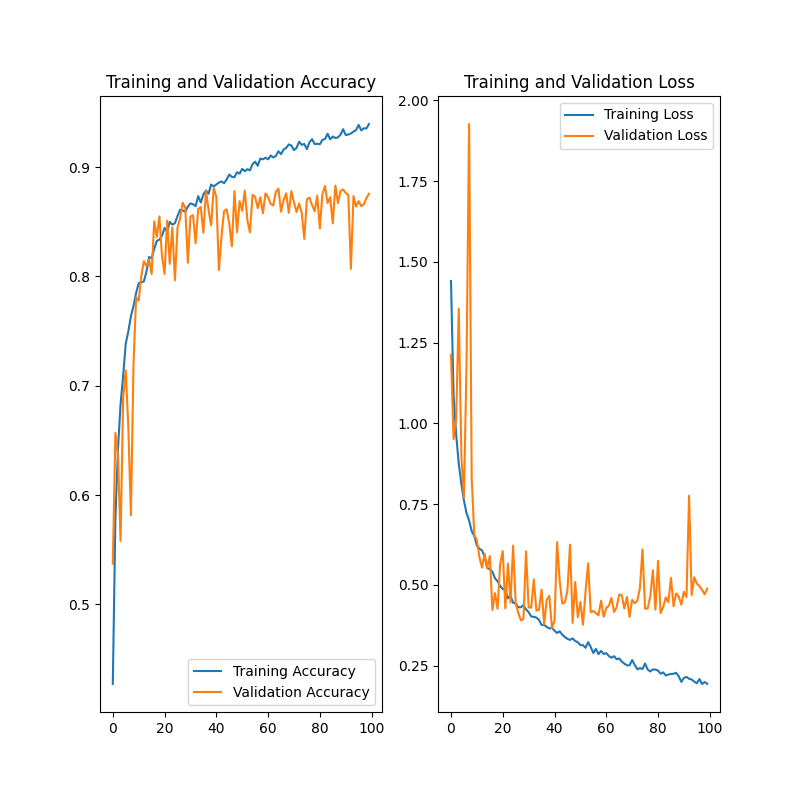 Training and Validation Accuracy
0.9
0.8
0.7
0.6
0.5
0 20 40 60 80 100
Training Accuracy
Validation Accuracy
Training and Validation Loss
2.00
1.75
1.50
1.25
1.00
0.75
0.50
0.25
0 20 40 60 80 100
Training Loss
Validation Loss